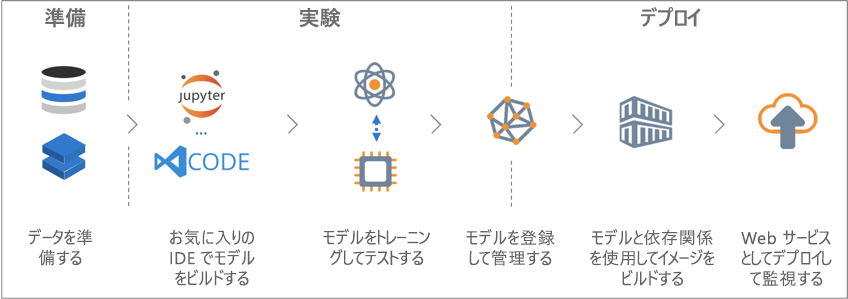 準備
実験
デプロイ
jupyter
...
CODE
データを準
備する
お気に入りの
IDE でモデル
をビルドする
モデルをトレーニン
グしてテストする
モデルを登録
して管理する
モデルと依存関係
を使用してイメージを
ビルドする
Web サービス
としてデプロイし
て監視する